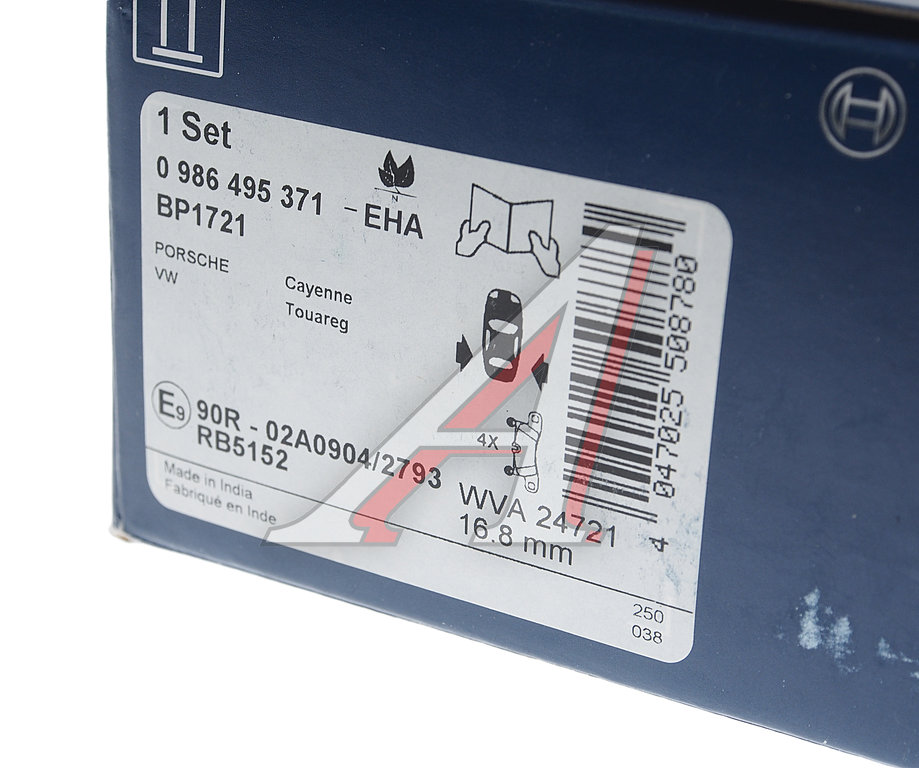 1 Set
0 986 495 371 - EHA
N
BP1721
PORSCHE
VW
Cayenne
Touareg
E9 90R - 02A0904/2793
RB5152
4X
Made in India
Fabriqué en Inde
WVA 24721
16.8 mm
4 047025 508780
250
038